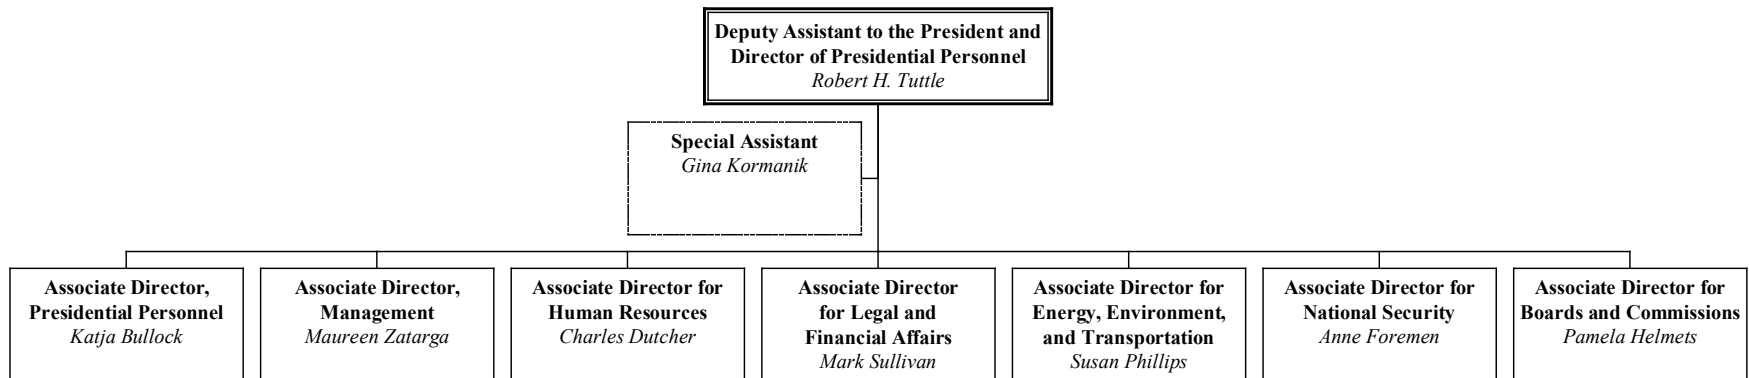 Deputy Assistant to the President and
Director of Presidential Personnel
Robert H. Tuttle
Special Assistant
Gina Kormanik
Associate Director,
Presidential Personnel
Katja Bullock
Associate Director,
Management
Maureen Zatarga
Associate Director for
Human Resources
Charles Dutcher
Associate Director
for Legal and
Financial Affairs
Mark Sullivan
Associate Director for
Energy, Environment,
and Transportation
Susan Phillips
Associate Director for
National Security
Anne Foremen
Associate Director for
Boards and Commissions
Pamela Helmets